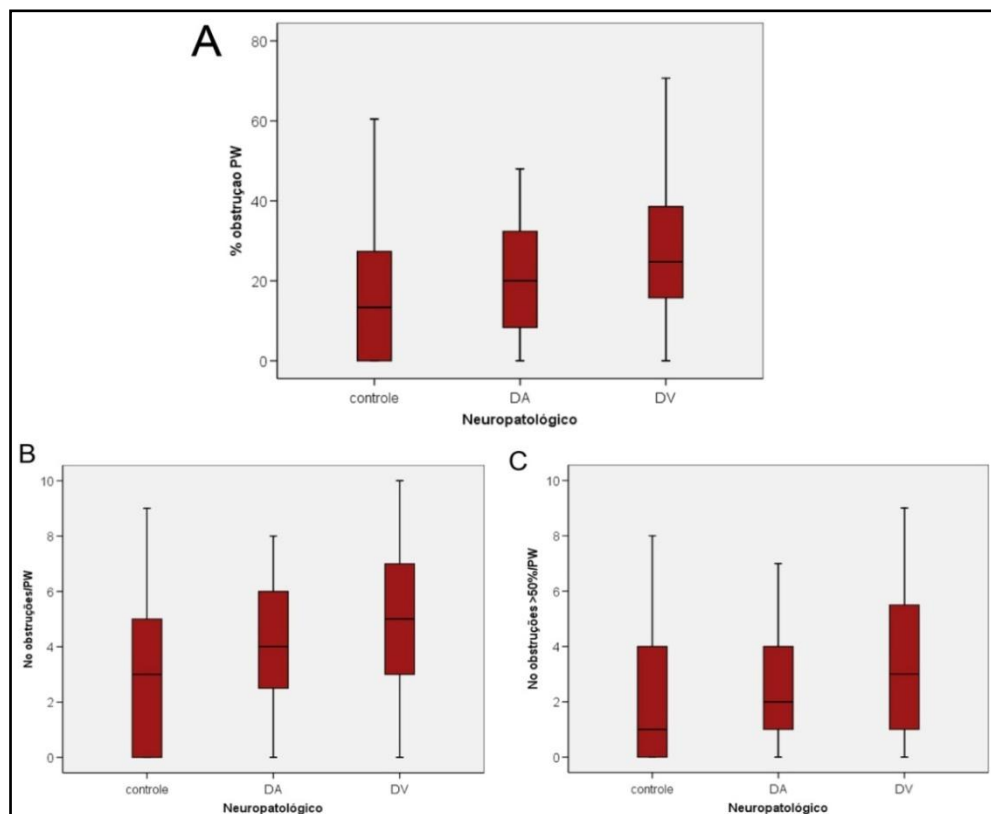 A
80
60
40
20
0
% obstruçao PW
controle DA DV
Neuropatológico
B
10
8
6
4
2
0
No obstruções/PW
controle DA DV
Neuropatológico
C
10
8
6
4
2
0
No obstruções >50%/PW
controle DA DV
Neuropatológico